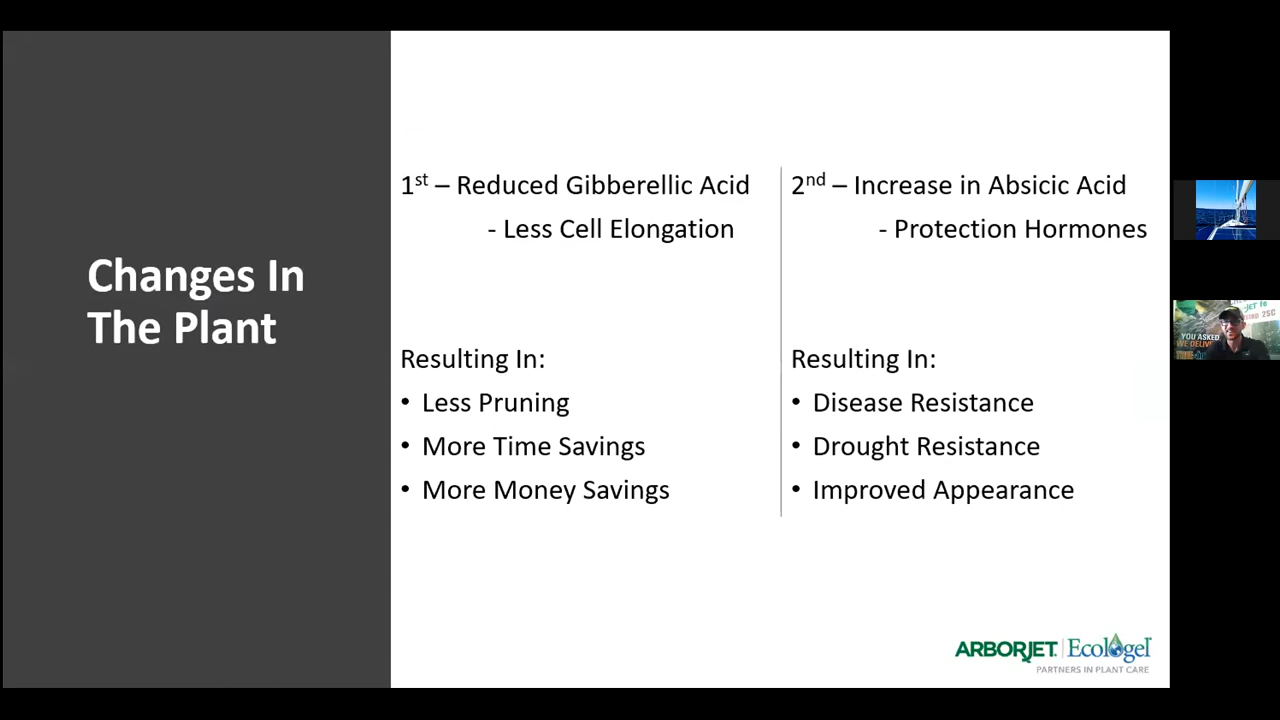 Changes In
The Plant
1st – Reduced Gibberellic Acid
- Less Cell Elongation
Resulting In:
• Less Pruning
• More Time Savings
• More Money Savings
2nd – Increase in Absicic Acid
- Protection Hormones
Resulting In:
• Disease Resistance
• Drought Resistance
• Improved Appearance
ARBORJET | Ecologel
PARTNERS IN PLANT CARE
YOU ASKED.